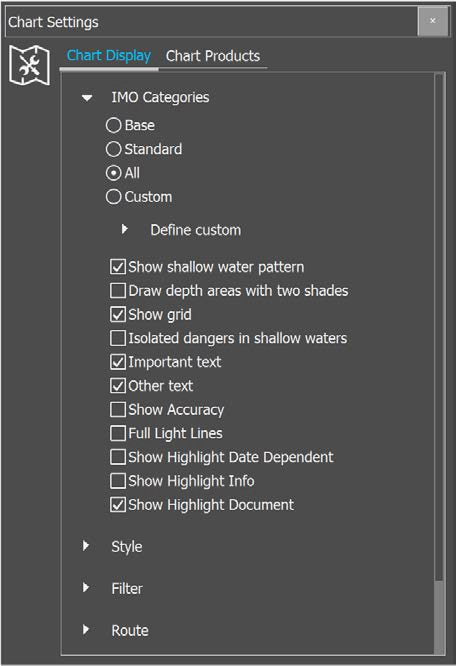 Chart Settings
Chart Display Chart Products
IMO Categories
Base
Standard
All
Custom
Define custom
Show shallow water pattern
Draw depth areas with two shades
Show grid
Isolated dangers in shallow waters
Important text
Other text
Show Accuracy
Full Light Lines
Show Highlight Date Dependent
Show Highlight Info
Show Highlight Document
Style
Filter
Route